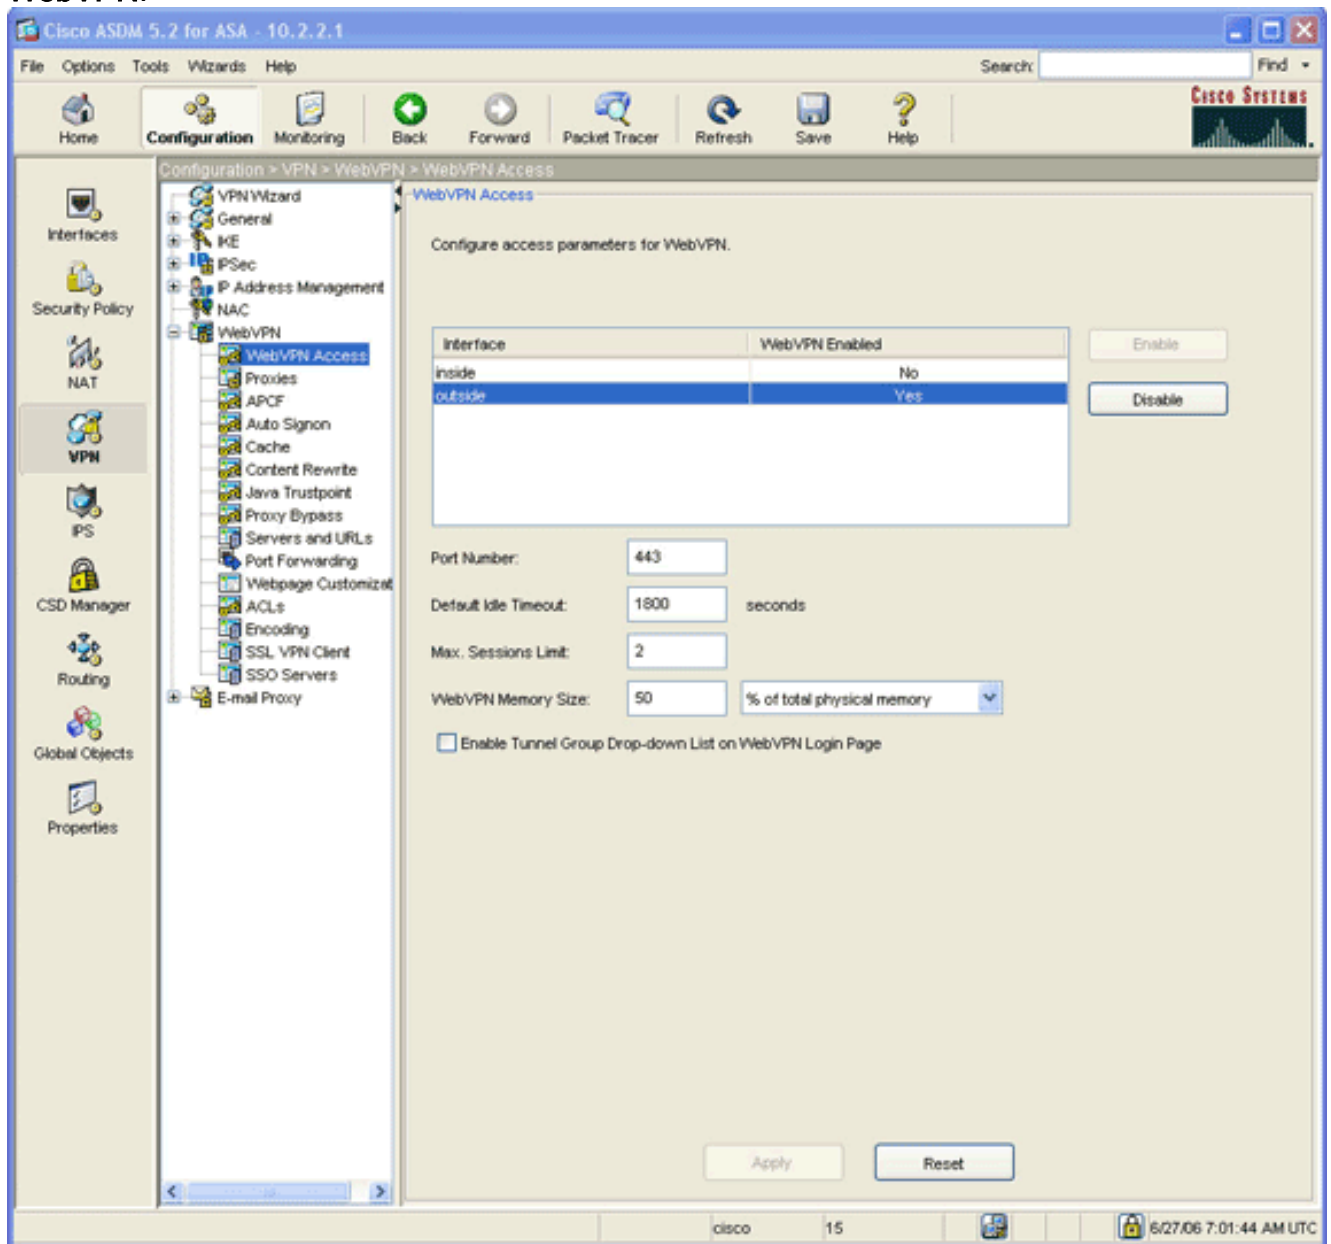 Cisco ASDM 5.2 for ASA - 10.2.2.1
File Options Tools Wizards Help Search: Find
Home Configuration Monitoring Back Forward Packet Tracer Refresh Save Help
CISCO SYSTEMS
Configuration > VPN > WebVPN > WebVPN Access
Interfaces
Security Policy
NAT
VPN
IPS
CSD Manager
Routing
Global Objects
Properties
VPN Wizard
General
IKE
IPSec
IP Address Management
NAC
WebVPN
WebVPN Access
Proxies
APCF
Auto Signon
Cache
Content Rewrite
Java Trustpoint
Proxy Bypass
Servers and URLs
Port Forwarding
Webpage Customizat
ACLs
Encoding
SSL VPN Client
SSO Servers
E-mail Proxy
WebVPN Access
Configure access parameters for WebVPN.
Interface WebVPN Enabled
inside No
outside Yes
Enable
Disable
Port Number: 443
Default Idle Timeout: 1800 seconds
Max. Sessions Limit: 2
WebVPN Memory Size: 50 % of total physical memory
Enable Tunnel Group Drop-down List on WebVPN Login Page
Apply Reset
cisco 15 6/27/06 7:01:44 AM UTC